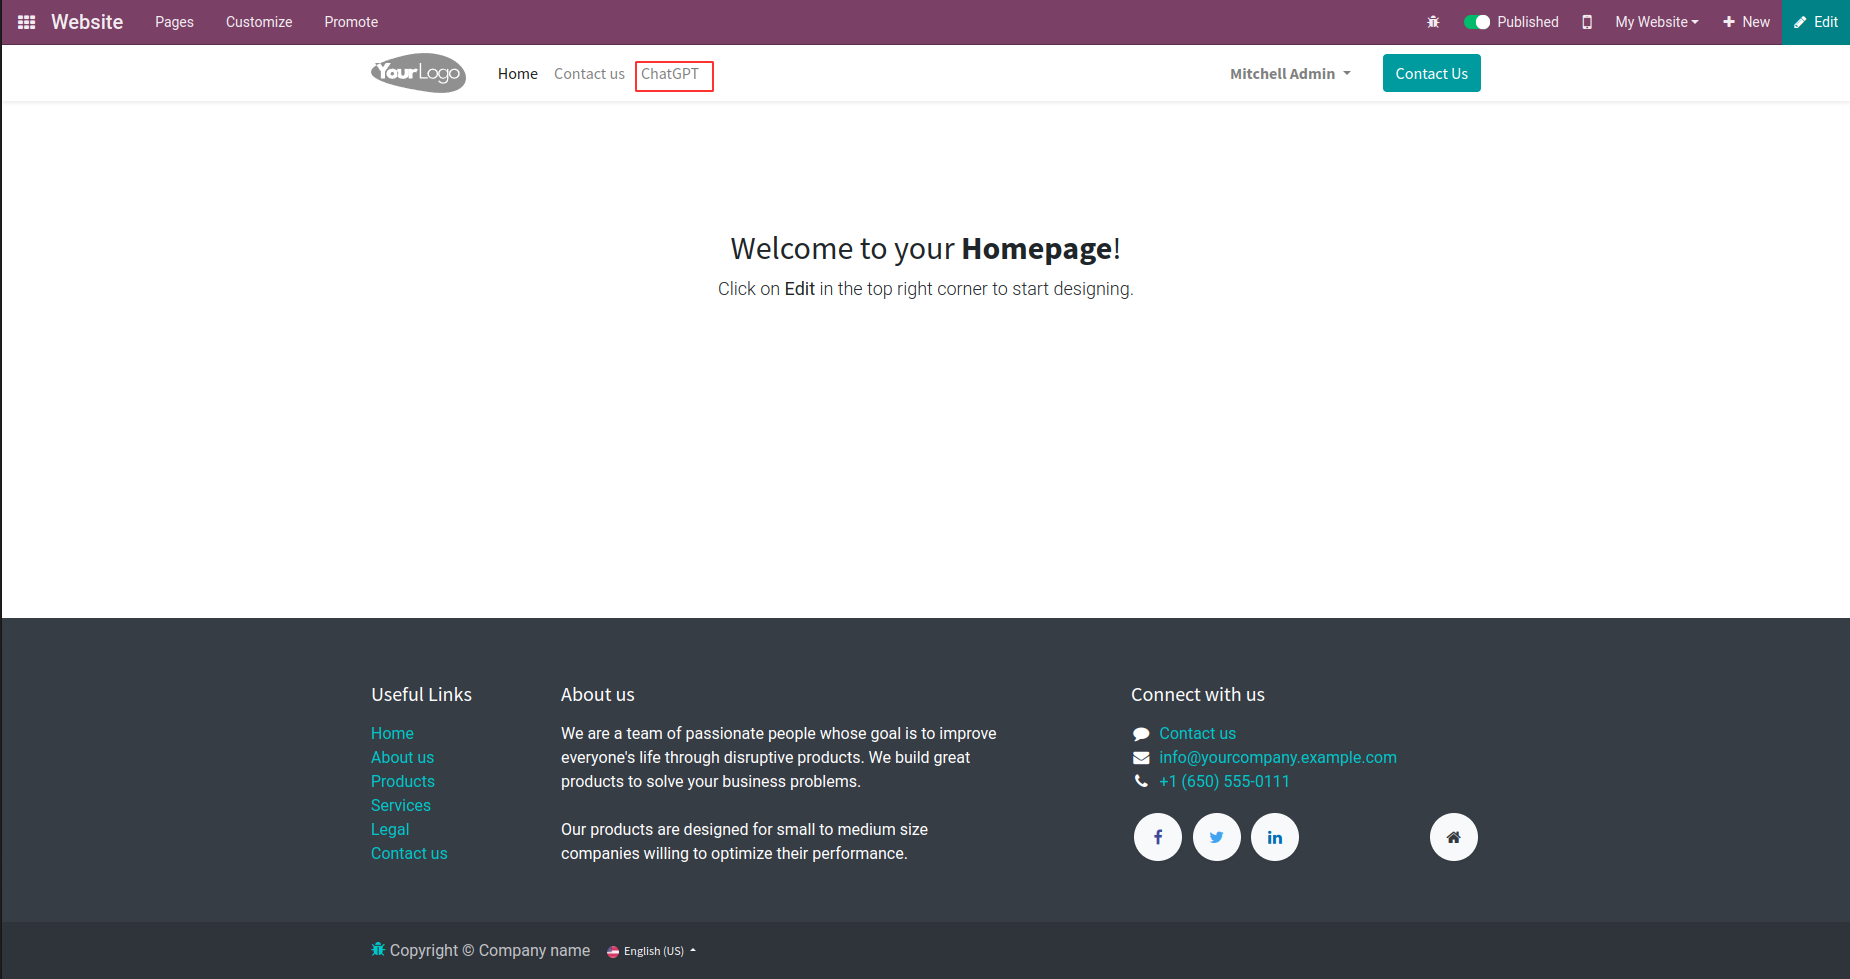 Website Pages Customize Promote Published My Website New Edit
YourLogo Home Contact us ChatGPT Mitchell Admin Contact Us
Welcome to your Homepage!
Click on Edit in the top right corner to start designing.
Useful Links
Home
About us
Products
Services
Legal
Contact us
About us
We are a team of passionate people whose goal is to improve
everyone's life through disruptive products. We build great
products to solve your business problems.
Our products are designed for small to medium size
companies willing to optimize their performance.
Connect with us
Contact us
info@yourcompany.example.com
+1 (650) 555-0111
Copyright © Company name English (US)